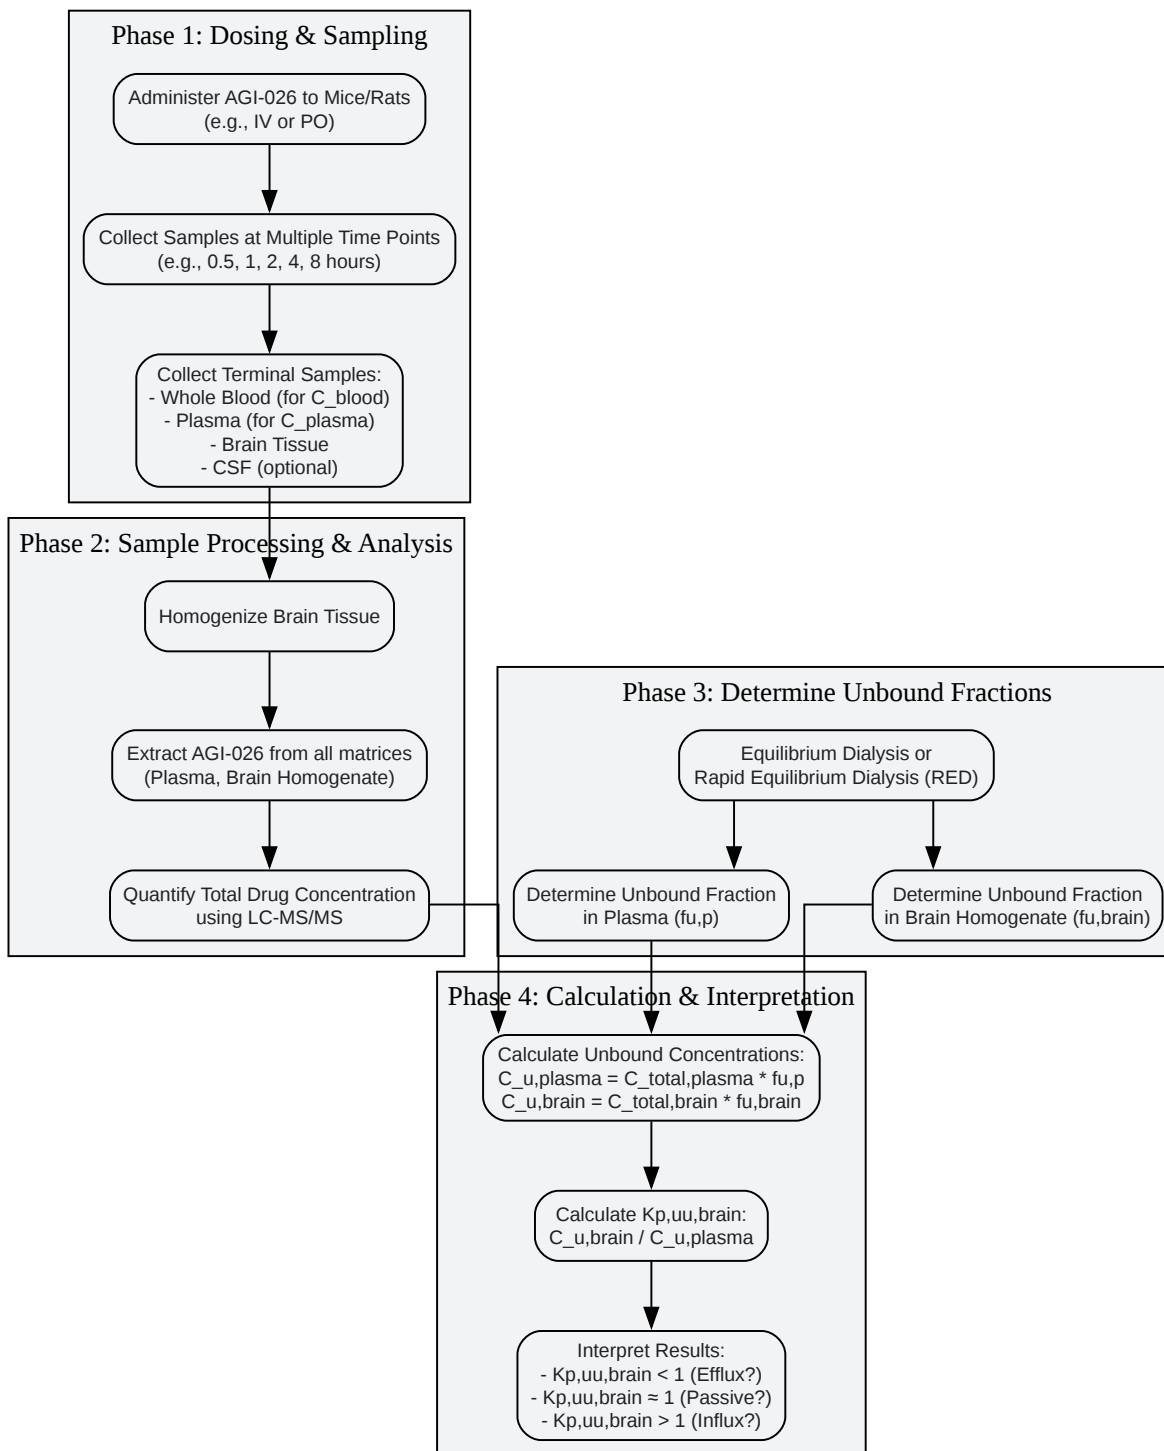 Phase 1: Dosing & Sampling
Administer AGI-026 to Mice/Rats
(e.g., IV or PO)
Collect Samples at Multiple Time Points
(e.g., 0.5, 1, 2, 4, 8 hours)
Collect Terminal Samples:
- Whole Blood (for C_blood)
- Plasma (for C_plasma)
- Brain Tissue
- CSF (optional)
Phase 2: Sample Processing & Analysis
Homogenize Brain Tissue
Extract AGI-026 from all matrices
(Plasma, Brain Homogenate)
Quantify Total Drug Concentration
using LC-MS/MS
Phase 3: Determine Unbound Fractions
Equilibrium Dialysis or
Rapid Equilibrium Dialysis (RED)
Determine Unbound Fraction
in Plasma (fu,p)
Determine Unbound Fraction
in Brain Homogenate (fu,brain)
Phase 4: Calculation & Interpretation
Calculate Unbound Concentrations:
C_u,plasma = C_total,plasma * fu,p
C_u,brain = C_total,brain * fu,brain
Calculate Kp,uu,brain:
C_u,brain / C_u,plasma
Interpret Results:
- Kp,uu,brain < 1 (Efflux?)
- Kp,uu,brain ≈ 1 (Passive?)
- Kp,uu,brain > 1 (Influx?)